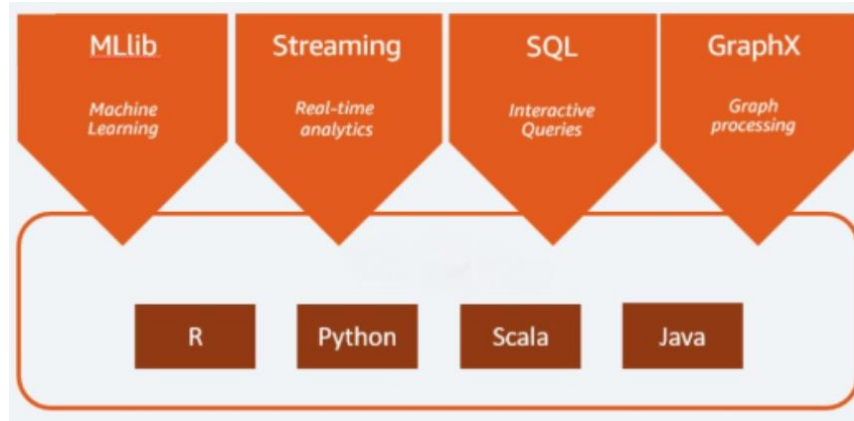 MLlib
Machine
Learning
Streaming
Real-time
analytics
SQL
Interactive
Queries
GraphX
Graph
processing
R
Python
Scala
Java